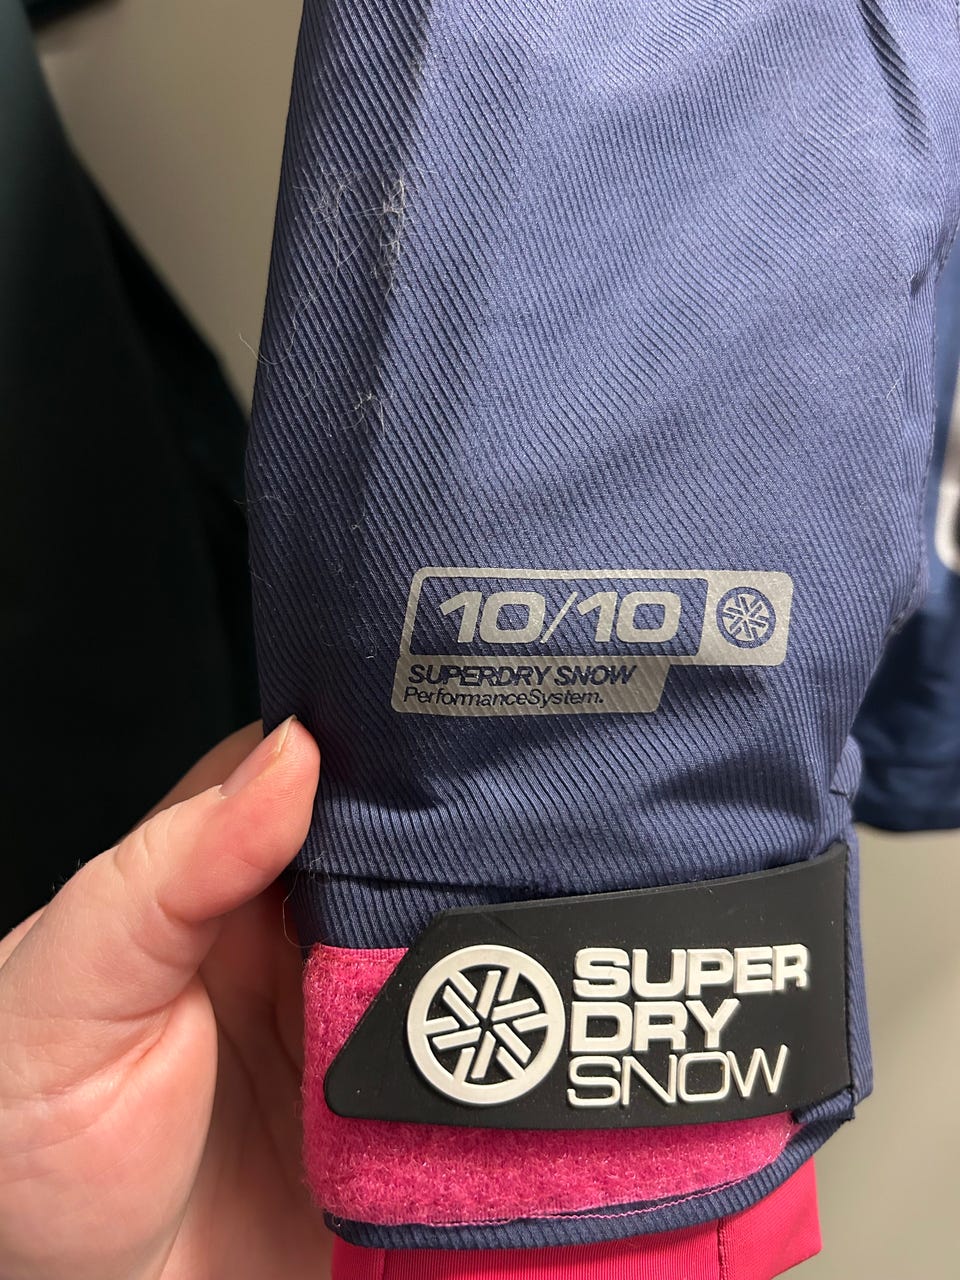 10/10
SUPERDRY SNOW
PerformanceSystem.
SUPER
DRY
SNOW